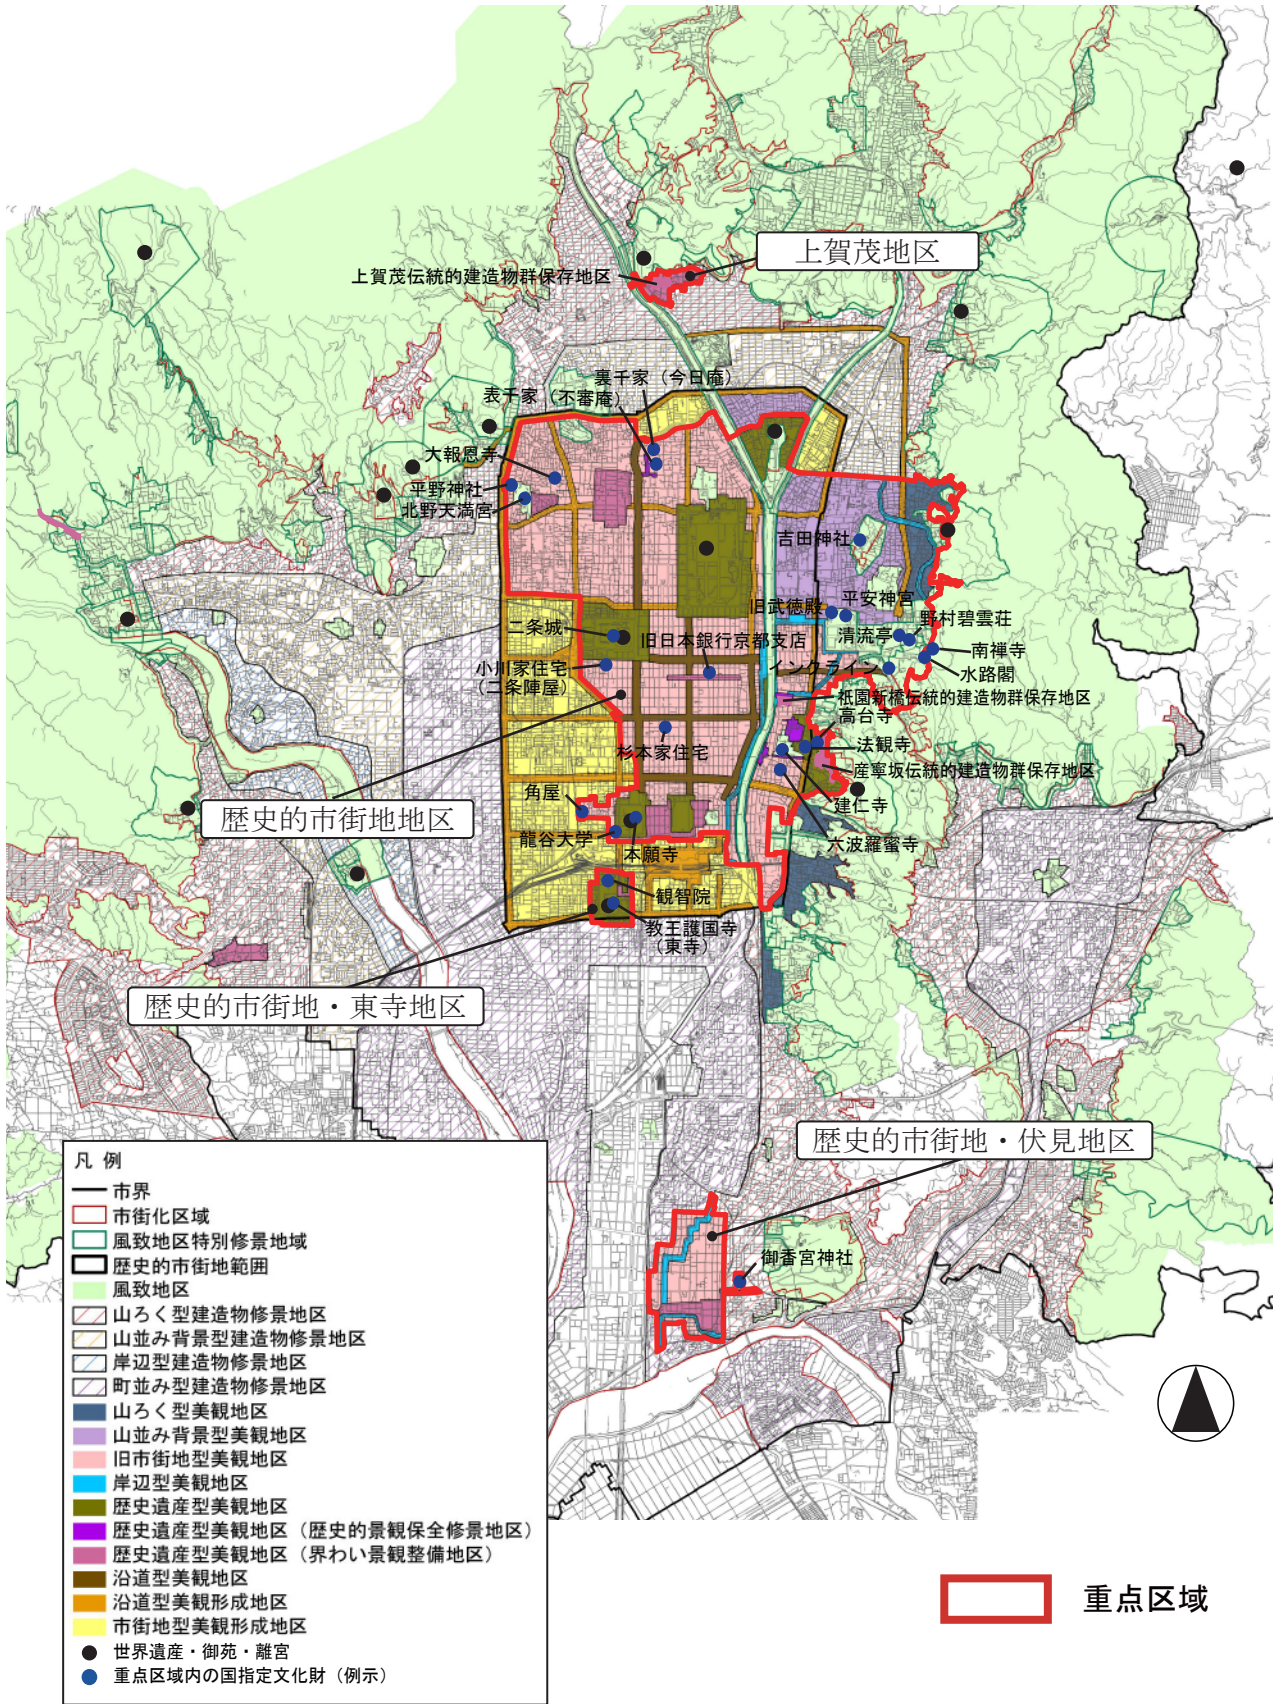 上賀茂地区
上賀茂伝統的建造物群保存地区
裏千家（今日庵）
表千家（不審庵）
大報恩寺
平野神社
北野天満宮
吉田神社
平安神宮
旧武徳殿
野村碧雲荘
清流亭
二条城
旧日本銀行京都支店
南禅寺
インクライン
水路閣
小川家住宅
（二条陣屋）
祇園新橋伝統的建造物群保存地区
高台寺
法観寺
杉本家住宅
産寧坂伝統的建造物群保存地区
角屋
建仁寺
歴史的市街地地区
龍谷大学
六波羅蜜寺
本願寺
観智院
教王護国寺
（東寺）
歴史的市街地・東寺地区
歴史的市街地・伏見地区
御香宮神社
凡 例
市界
市街化区域
風致地区特別修景地域
歴史的市街地範囲
風致地区
山ろく型建造物修景地区
山並み背景型建造物修景地区
岸辺型建造物修景地区
町並み型建造物修景地区
山ろく型美観地区
山並み背景型美観地区
旧市街地型美観地区
岸辺型美観地区
歴史遺産型美観地区
歴史遺産型美観地区（歴史的景観保全修景地区）
歴史遺産型美観地区（界わい景観整備地区）
沿道型美観地区
沿道型美観形成地区
市街地型美観形成地区
世界遺産・御苑・離宮
重点区域内の国指定文化財（例示）
重点区域